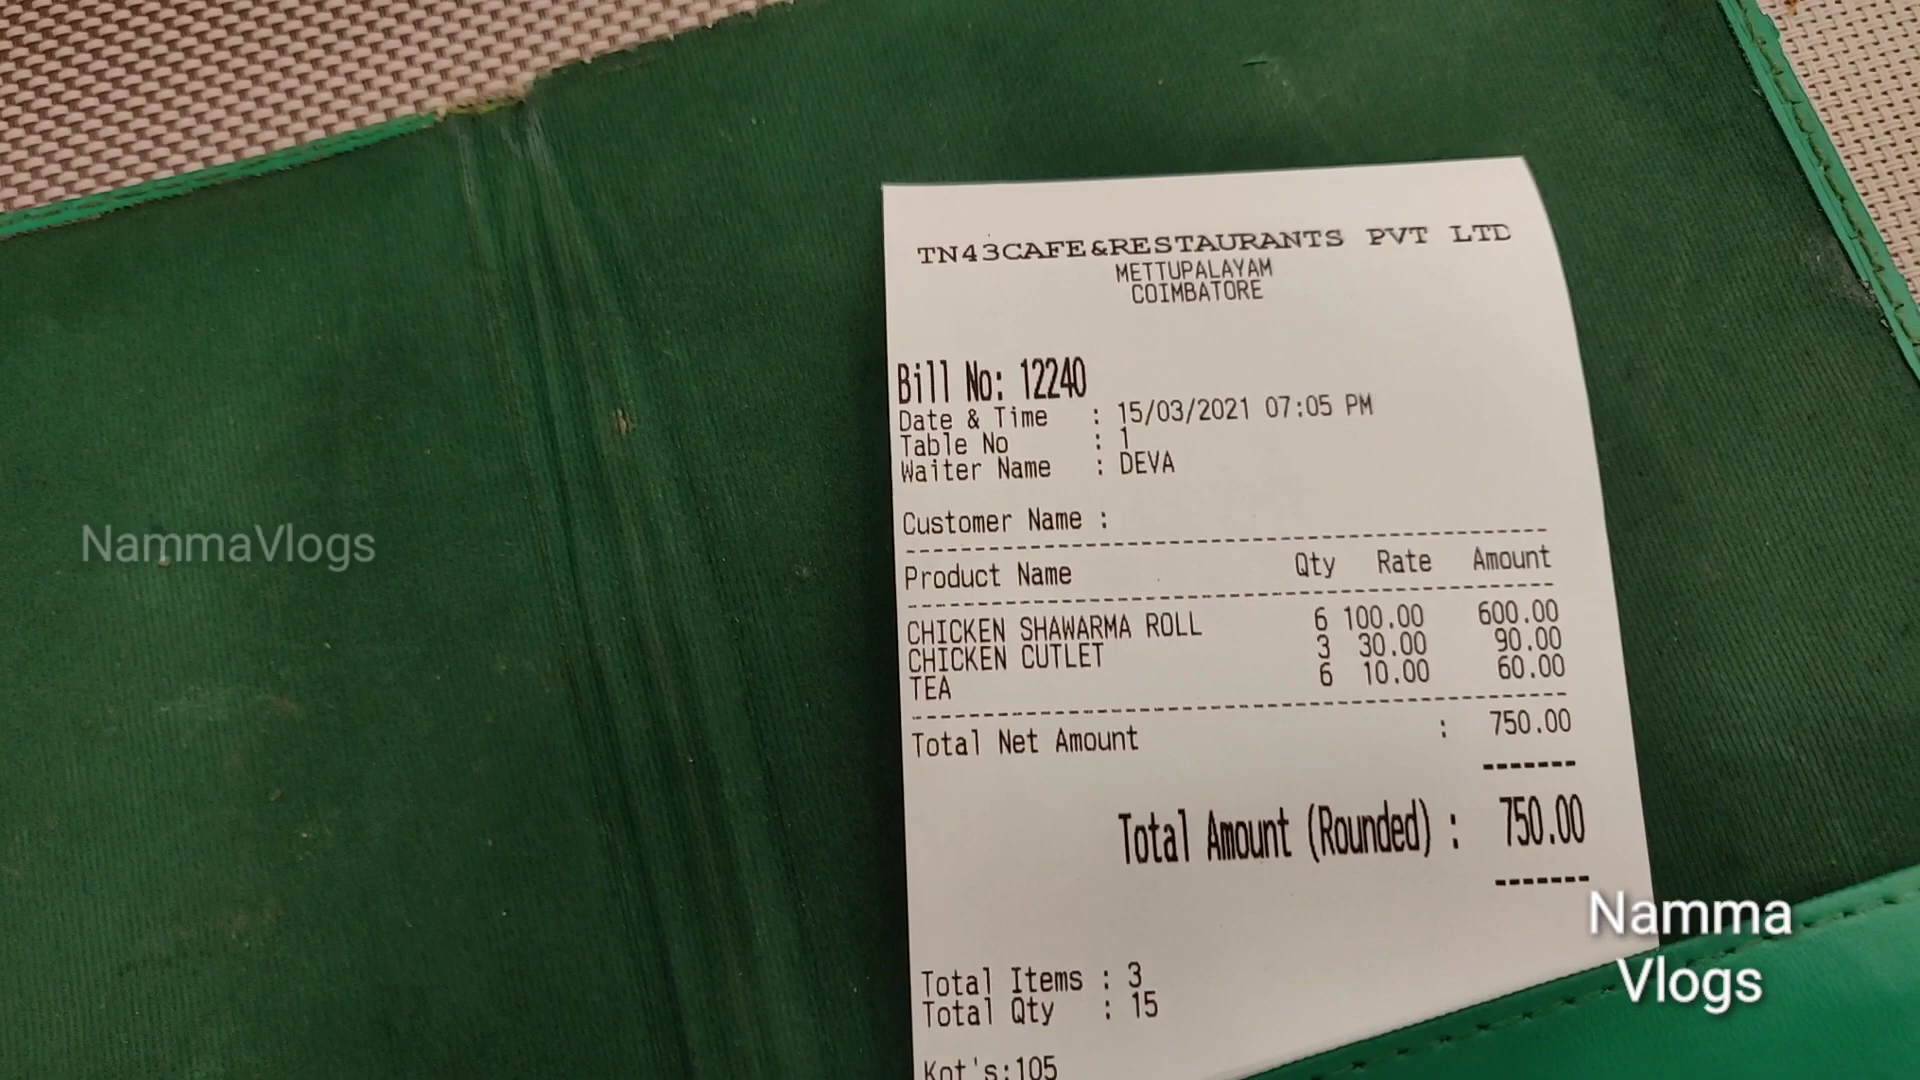 TN43CAFE&RESTAURANTS PVT LTD
METTUPALAYAM
COIMBATORE
Bill No: 12240
Date & Time : 15/03/2021 07:05 PM
Table No : 1
Waiter Name : DEVA
Customer Name :
Product Name Qty Rate Amount
CHICKEN SHAWARMA ROLL 6 100.00 600.00
CHICKEN CUTLET 3 30.00 90.00
TEA 6 10.00 60.00
Total Net Amount : 750.00
Total Amount (Rounded) : 750.00
Total Items : 3
Total Qty : 15
Kot's:105
NammaVlogs
Namma
Vlogs